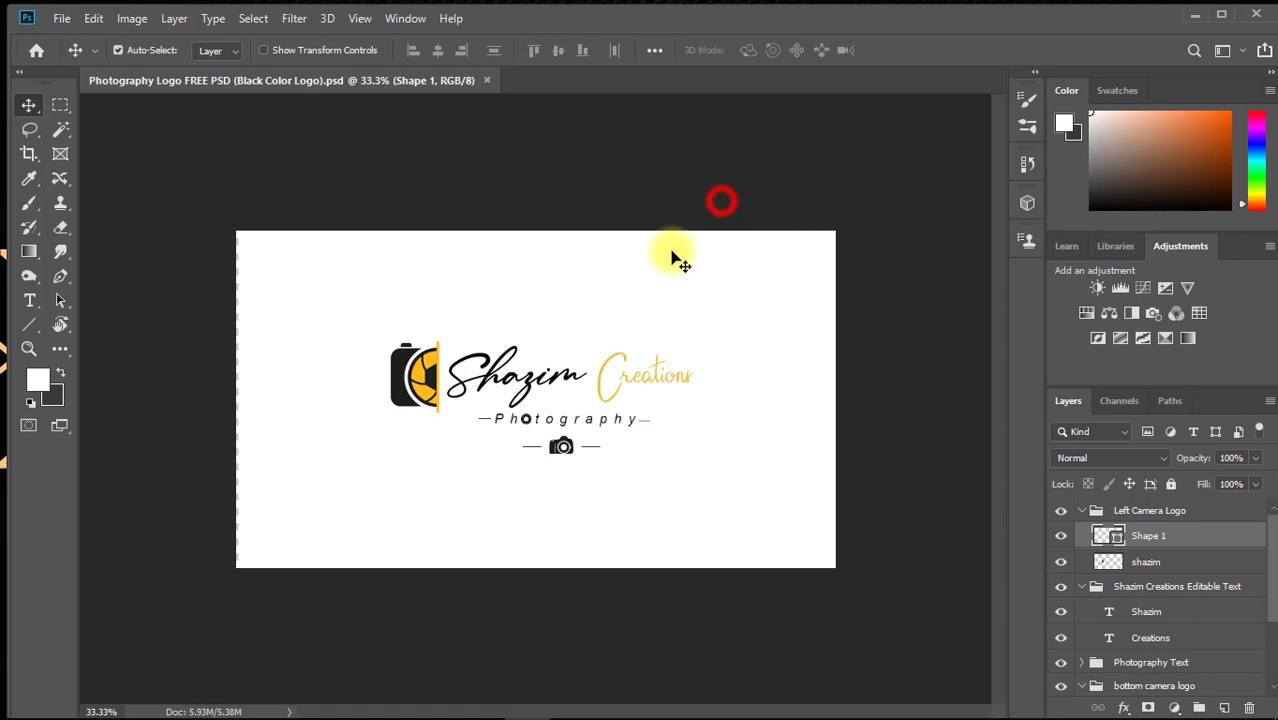 Ps File Edit Image Layer Type Select Filter 3D View Window Help
Auto-Select: Layer Show Transform Controls 3D Mode:
Photography Logo FREE PSD (Black Color Logo).psd @ 33.3% (Shape 1, RGB/8)
Color Swatches
Learn Libraries Adjustments
Add an adjustment
Shazim Creations
Photography
Layers Channels Paths
Kind
Normal Opacity: 100%
Lock: Fill: 100%
Left Camera Logo
Shape 1
shazim
Shazim Creations Editable Text
T Shazim
T Creations
Photography Text
bottom camera logo
33.33% Doc: 5.93M/5.38M